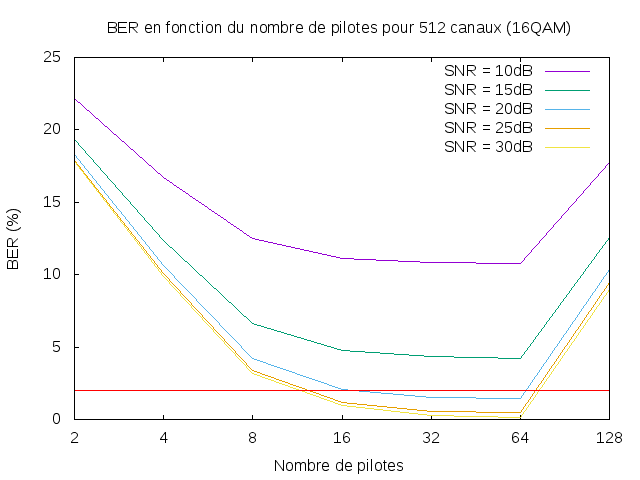 BER en fonction du nombre de pilotes pour 512 canaux (16QAM)
SNR = 10dB
SNR = 15dB
SNR = 20dB
SNR = 25dB
SNR = 30dB
25
20
15
10
5
0
BER (%)
2 4 8 16 32 64 128
Nombre de pilotes